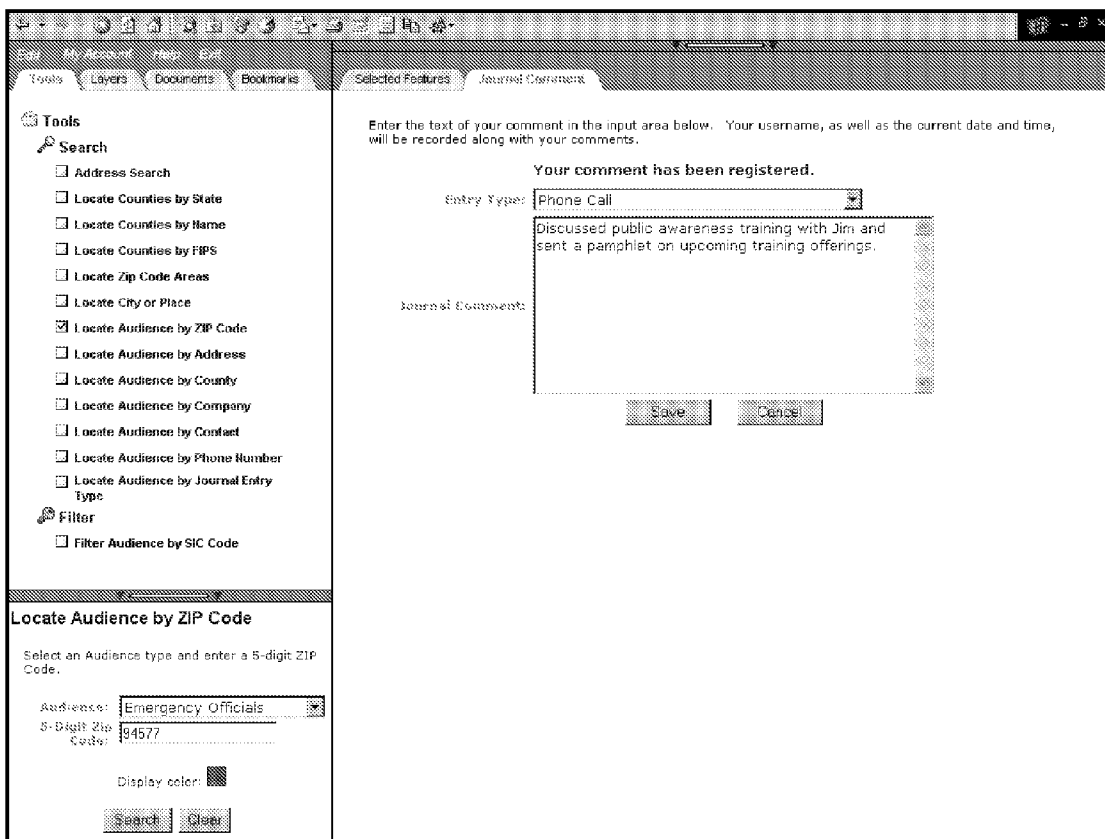 Edit My Account Help Exit
Tools Layers Documents Bookmarks
Selected Features Journal Comment
Tools
Search
Address Search
Locate Counties by State
Locate Counties by Name
Locate Counties by FIPS
Locate Zip Code Areas
Locate City or Place
Locate Audience by ZIP Code
Locate Audience by Address
Locate Audience by County
Locate Audience by Company
Locate Audience by Contact
Locate Audience by Phone Number
Locate Audience by Journal Entry
Type
Filter
Filter Audience by SIC Code
Locate Audience by ZIP Code
Select an Audience type and enter a 5-digit ZIP
Code.
Audience: Emergency Officials
5-Digit Zip
Code: 94577
Display color:
Search Clear
Enter the text of your comment in the input area below. Your username, as well as the current date and time,
will be recorded along with your comments.
Your comment has been registered.
Entry Type: Phone Call
Discussed public awareness training with Jim and
sent a pamphlet on upcoming training offerings.
Journal Comment:
Save Cancel